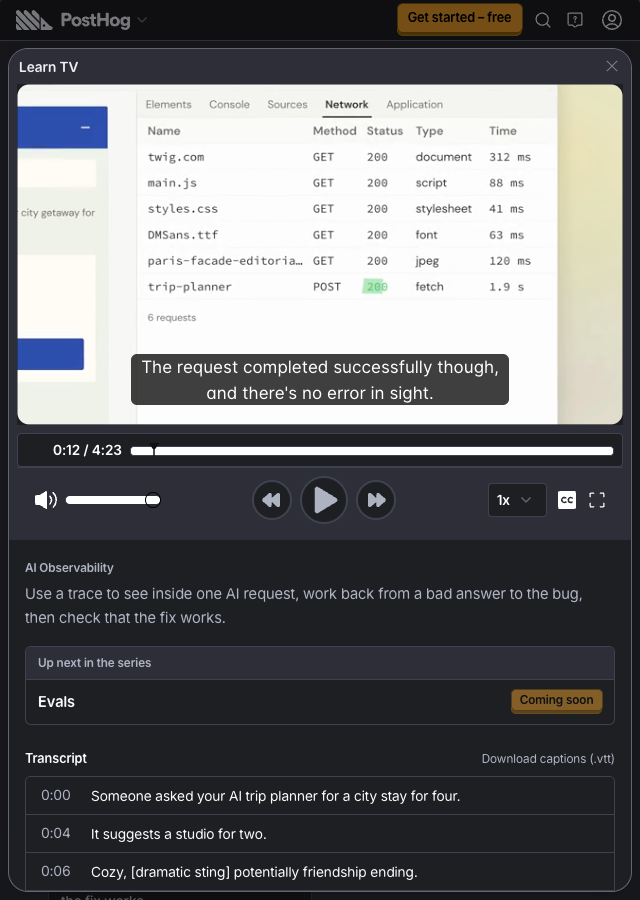 PostHog
Get started – free
Learn TV
Elements Console Sources Network Application
Name Method Status Type Time
twig.com GET 200 document 312 ms
main.js GET 200 script 88 ms
styles.css GET 200 stylesheet 41 ms
DMSans.ttf GET 200 font 63 ms
paris-facade-editoria… GET 200 jpeg 120 ms
trip-planner POST 200 fetch 1.9 s
city getaway for
6 requests
The request completed successfully though,
and there's no error in sight.
0:12 / 4:23
1x
CC
AI Observability
Use a trace to see inside one AI request, work back from a bad answer to the bug,
then check that the fix works.
Up next in the series
Evals
Coming soon
Transcript
Download captions (.vtt)
0:00 Someone asked your AI trip planner for a city stay for four.
0:04 It suggests a studio for two.
0:06 Cozy, [dramatic sting] potentially friendship ending.
the fix works